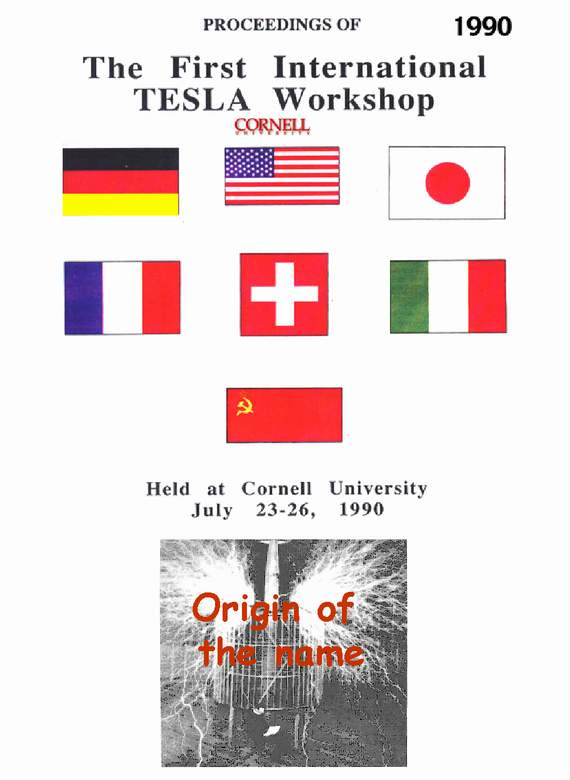 PROCEEDINGS OF
1990
The First International
TESLA Workshop
CORNELL
UNIVERSITY
Held at Cornell University
July 23-26, 1990
Origin of
the name